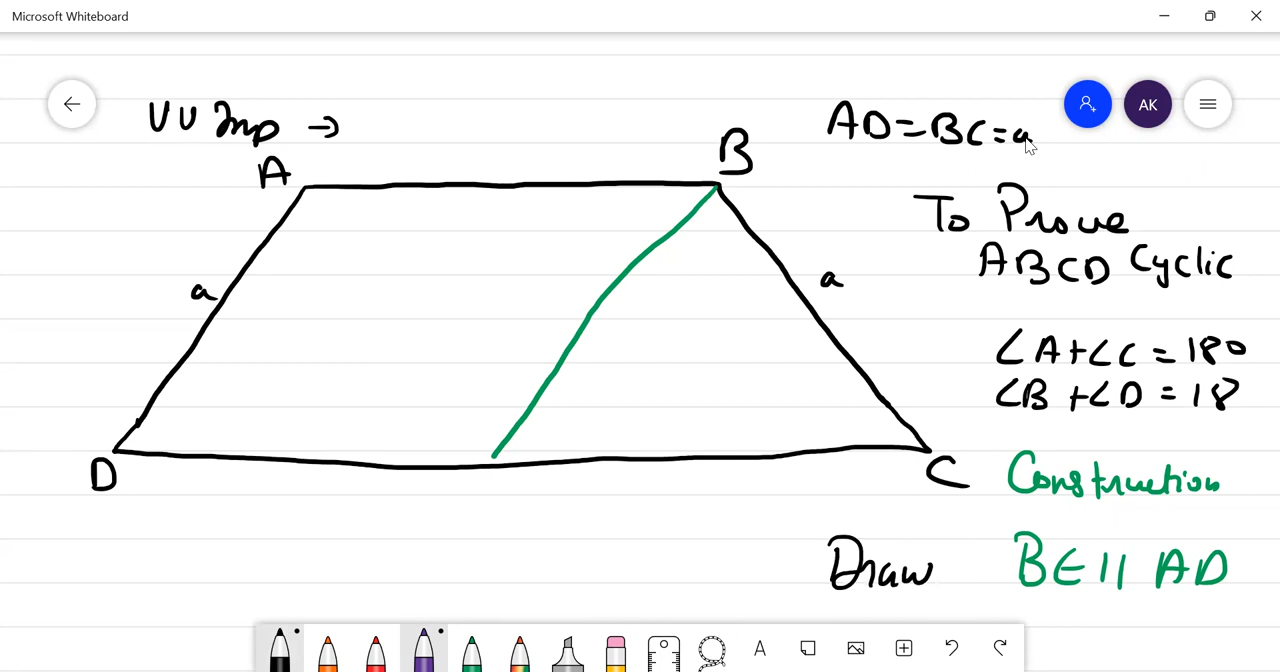 Microsoft Whiteboard
VV Imp →
AD = BC = a
AK
A
B
To Prove
ABCD Cyclic
a
a
∠A+∠C = 180
∠B +∠D = 18
D
C
Construction
Draw BE || AD
A